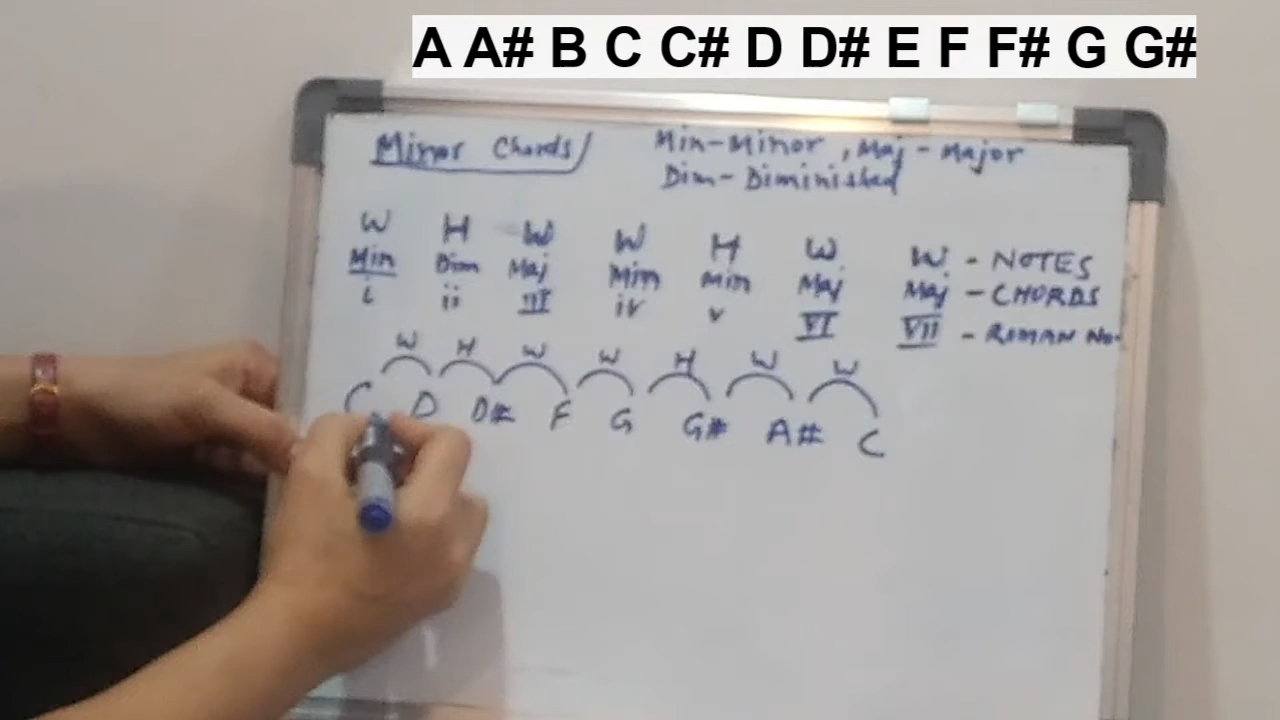 A A# B C C# D D# E F F# G G#
Minor Chords Min-Minor, Maj-Major
Dim-Diminished
W H W W H W W - NOTES
Min Dim Maj Min Min Maj Maj - CHORDS
i ii III iv v VI VII - ROMAN No.
W H W W H W W
C D D# F G G# A# C